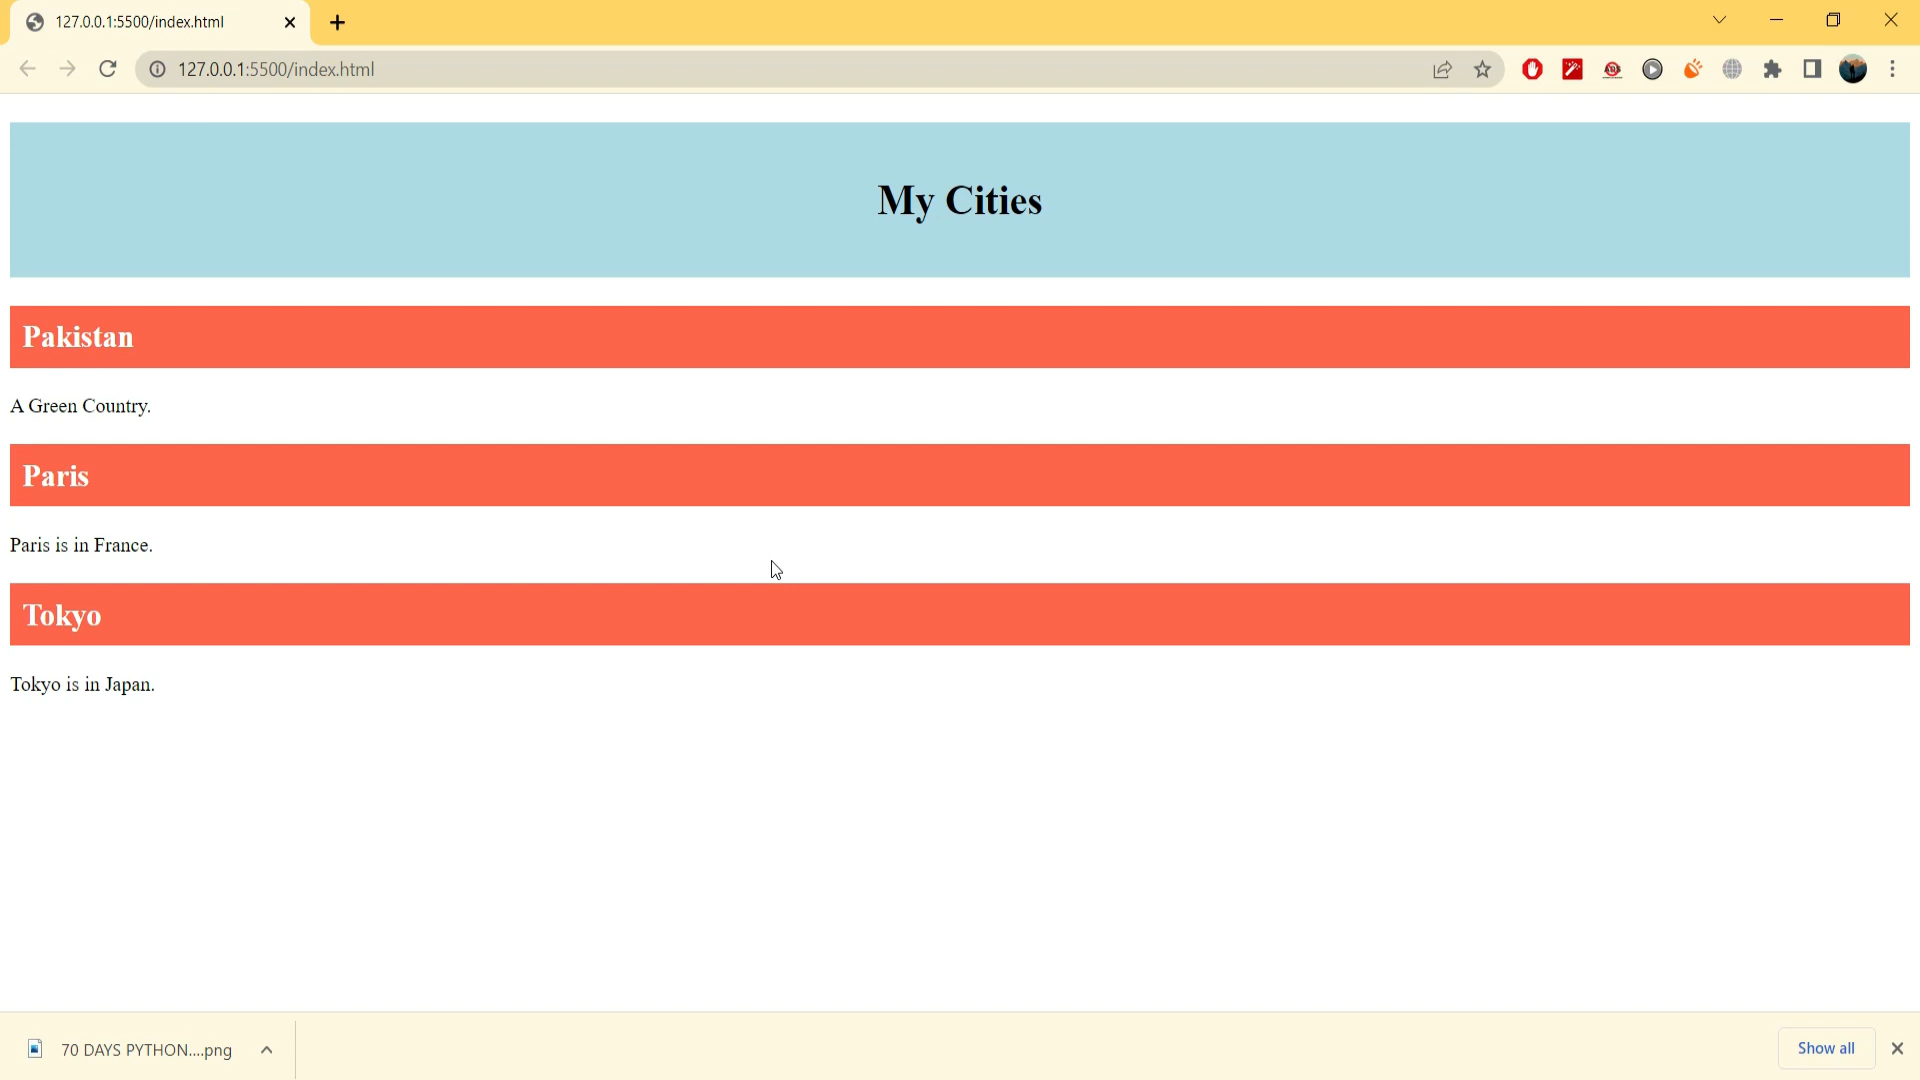 127.0.0.1:5500/index.html
127.0.0.1:5500/index.html
My Cities
Pakistan
A Green Country.
Paris
Paris is in France.
Tokyo
Tokyo is in Japan.
70 DAYS PYTHON....png
Show all